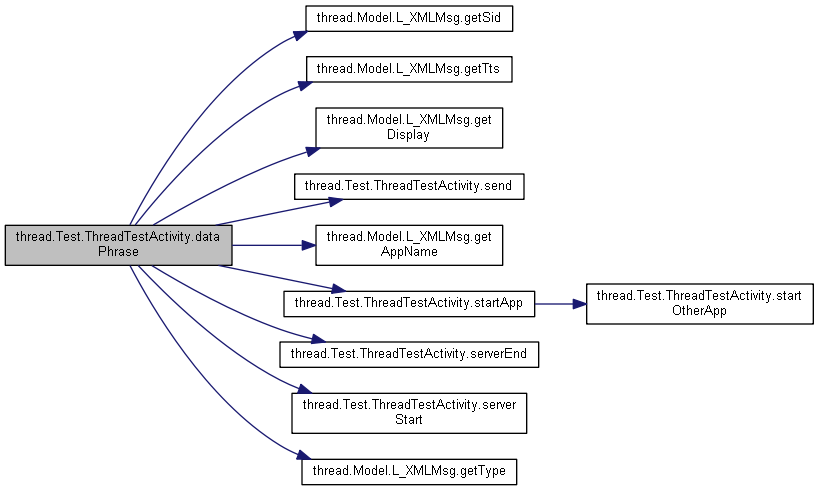 thread.Model.L_XMLMsg.getSid
thread.Model.L_XMLMsg.getTts
thread.Model.L_XMLMsg.get
Display
thread.Test.ThreadTestActivity.send
thread.Test.ThreadTestActivity.data
Phrase
thread.Model.L_XMLMsg.get
AppName
thread.Test.ThreadTestActivity.startApp
thread.Test.ThreadTestActivity.start
OtherApp
thread.Test.ThreadTestActivity.serverEnd
thread.Test.ThreadTestActivity.server
Start
thread.Model.L_XMLMsg.getType